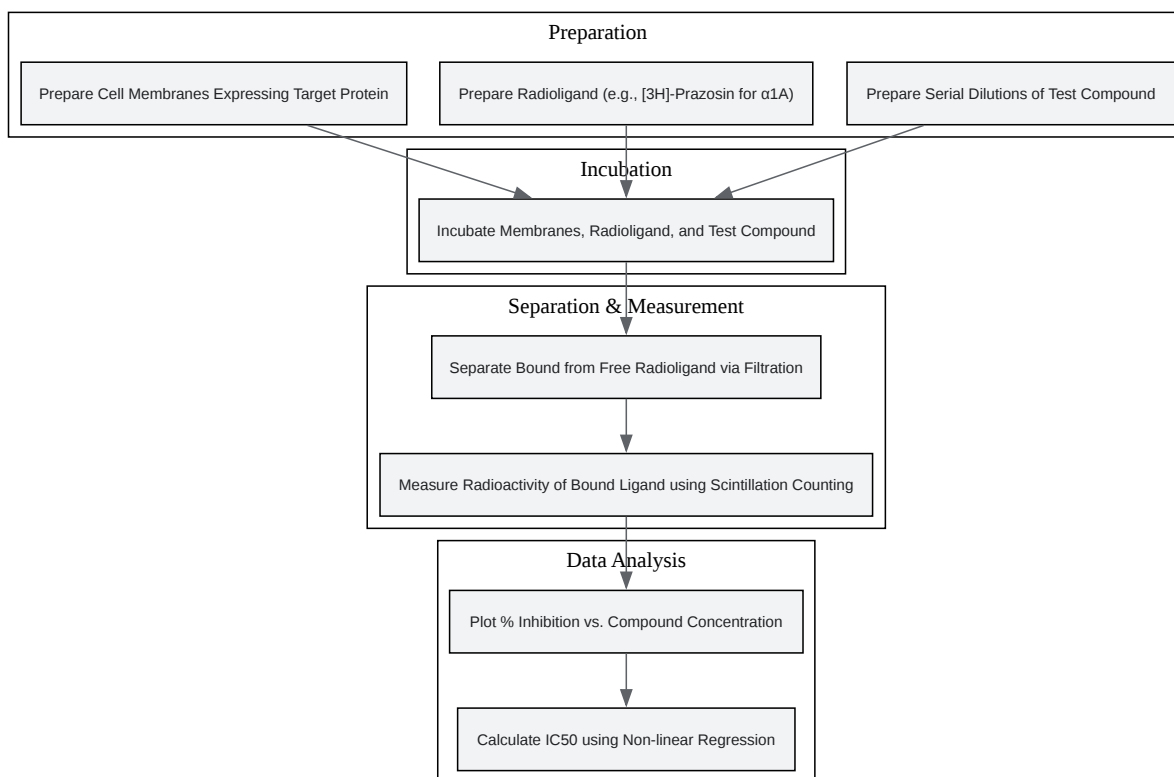 Preparation
Prepare Cell Membranes Expressing Target Protein
Prepare Radioligand (e.g., [3H]-Prazosin for α1A)
Prepare Serial Dilutions of Test Compound
Incubation
Incubate Membranes, Radioligand, and Test Compound
Separation & Measurement
Separate Bound from Free Radioligand via Filtration
Measure Radioactivity of Bound Ligand using Scintillation Counting
Data Analysis
Plot % Inhibition vs. Compound Concentration
Calculate IC50 using Non-linear Regression